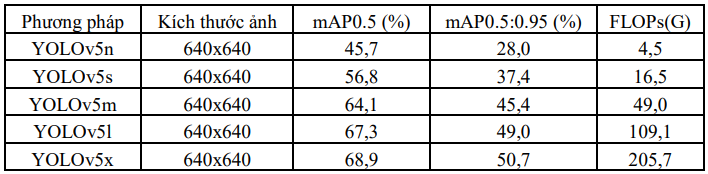 Phương pháp Kích thước ảnh mAP0.5 (%) mAP0.5:0.95 (%) FLOPs(G)
YOLOv5n 640x640 45,7 28,0 4,5
YOLOv5s 640x640 56,8 37,4 16,5
YOLOv5m 640x640 64,1 45,4 49,0
YOLOv5l 640x640 67,3 49,0 109,1
YOLOv5x 640x640 68,9 50,7 205,7